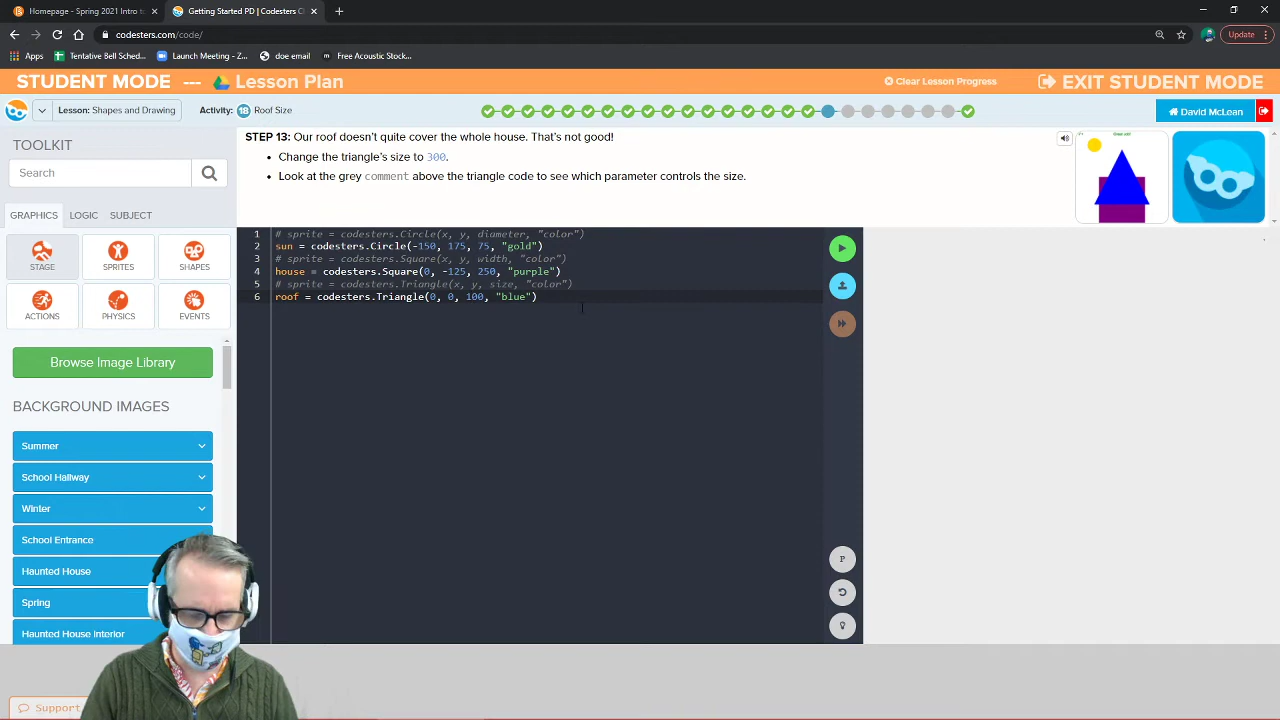 Homepage - Spring 2021 Intro to
Getting Started PD | Codesters Cl
codesters.com/code/
Update
Apps
Tentative Bell Sched...
Launch Meeting - Z...
doe email
Free Acoustic Stock...
STUDENT MODE --- Lesson Plan
Clear Lesson Progress
EXIT STUDENT MODE
Lesson: Shapes and Drawing
Activity: 18 Roof Size
David McLean
TOOLKIT
Search
GRAPHICS LOGIC SUBJECT
STAGE SPRITES SHAPES
ACTIONS PHYSICS EVENTS
Browse Image Library
BACKGROUND IMAGES
Summer
School Hallway
Winter
School Entrance
Haunted House
Spring
Haunted House Interior
Support
STEP 13: Our roof doesn't quite cover the whole house. That's not good!
• Change the triangle's size to 300.
• Look at the grey comment above the triangle code to see which parameter controls the size.
1 # sprite = codesters.Circle(x, y, diameter, "color")
2 sun = codesters.Circle(-150, 175, 75, "gold")
3 # sprite = codesters.Square(x, y, width, "color")
4 house = codesters.Square(0, -125, 250, "purple")
5 # sprite = codesters.Triangle(x, y, size, "color")
6 roof = codesters.Triangle(0, 0, 100, "blue")
P